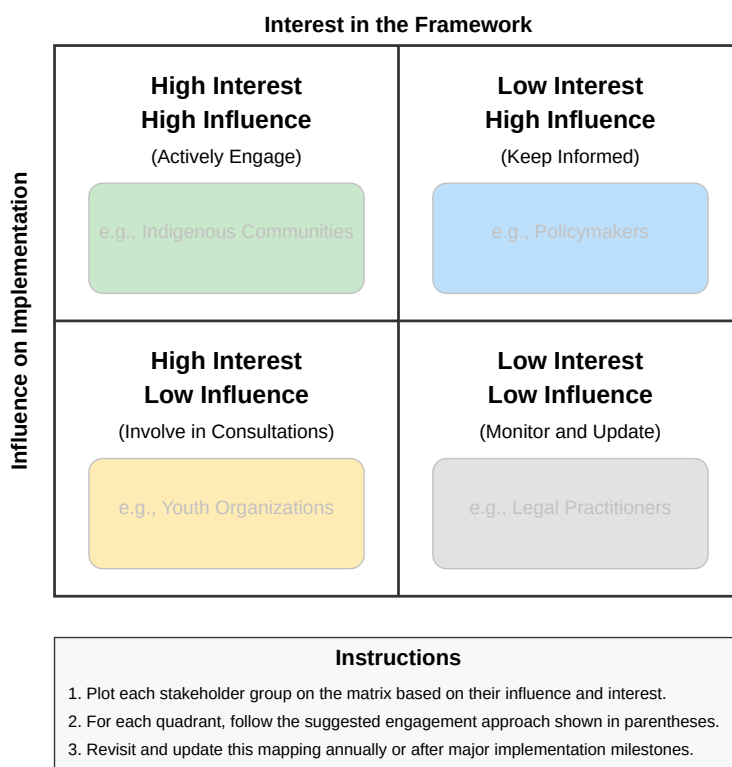 Interest in the Framework
Influence on Implementation
High Interest
High Influence
(Actively Engage)
e.g., Indigenous Communities
Low Interest
High Influence
(Keep Informed)
e.g., Policymakers
High Interest
Low Influence
(Involve in Consultations)
e.g., Youth Organizations
Low Interest
Low Influence
(Monitor and Update)
e.g., Legal Practitioners
Instructions
1. Plot each stakeholder group on the matrix based on their influence and interest.
2. For each quadrant, follow the suggested engagement approach shown in parentheses.
3. Revisit and update this mapping annually or after major implementation milestones.